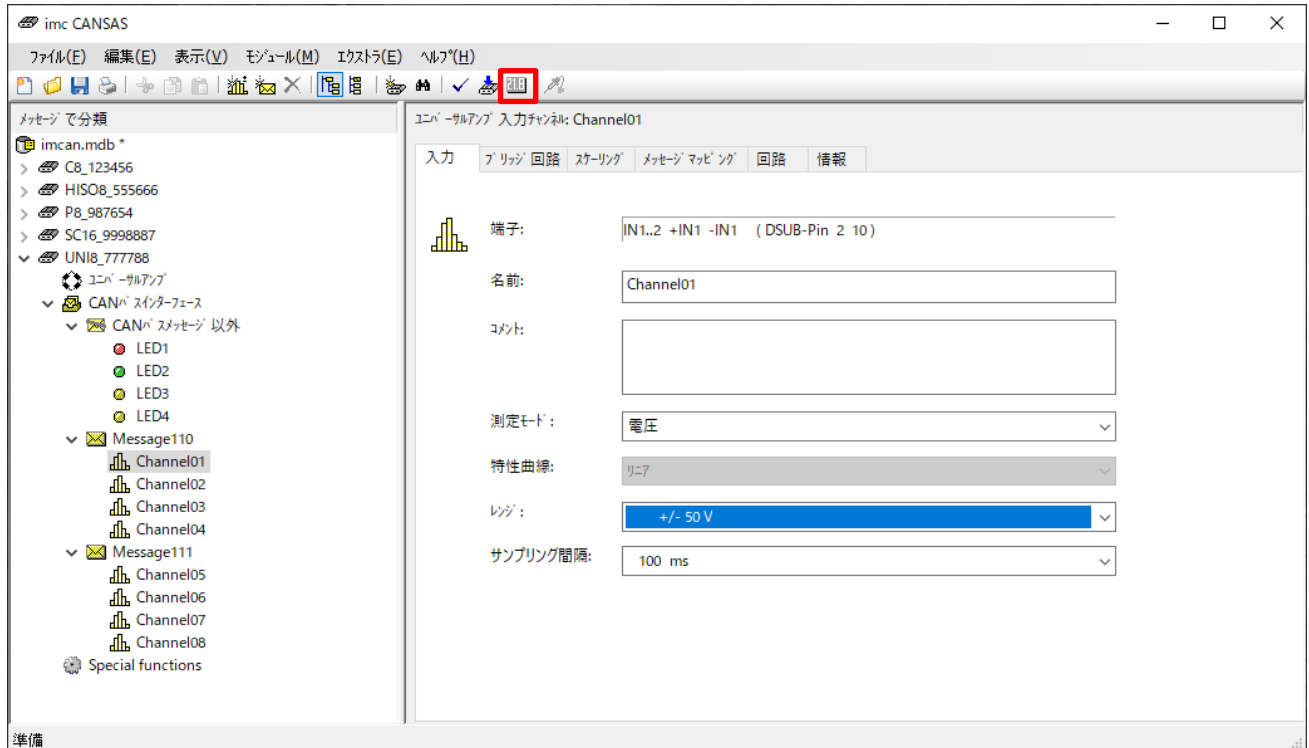 imc CANSAS
ファイル(F) 編集(E) 表示(V) モジュール(M) エクストラ(E) ヘルプ(H)
メッセージで分類
imcan.mdb *
C8_123456
HISO8_555666
P8_987654
SC16_9998887
UNI8_777788
ユニバーサルアンプ
CANバスインターフェース
CANバスメッセージ以外
LED1
LED2
LED3
LED4
Message110
Channel01
Channel02
Channel03
Channel04
Message111
Channel05
Channel06
Channel07
Channel08
Special functions
ユニバーサルアンプ 入力チャンネル: Channel01
入力 ブリッジ回路 スケーリング メッセージマッピング 回路 情報
端子: IN1..2 +IN1 -IN1 ( DSUB-Pin 2 10 )
名前: Channel01
コメント:
測定モード: 電圧
特性曲線: リニア
レンジ: +/- 50 V
サンプリング間隔: 100 ms
準備